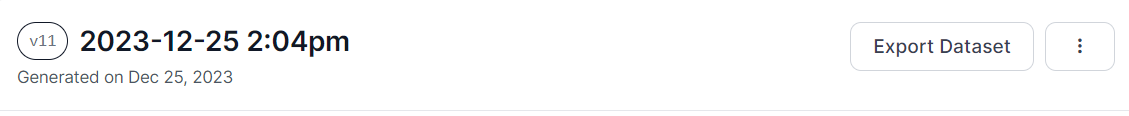 v11 2023-12-25 2:04pm
Export Dataset
Generated on Dec 25, 2023